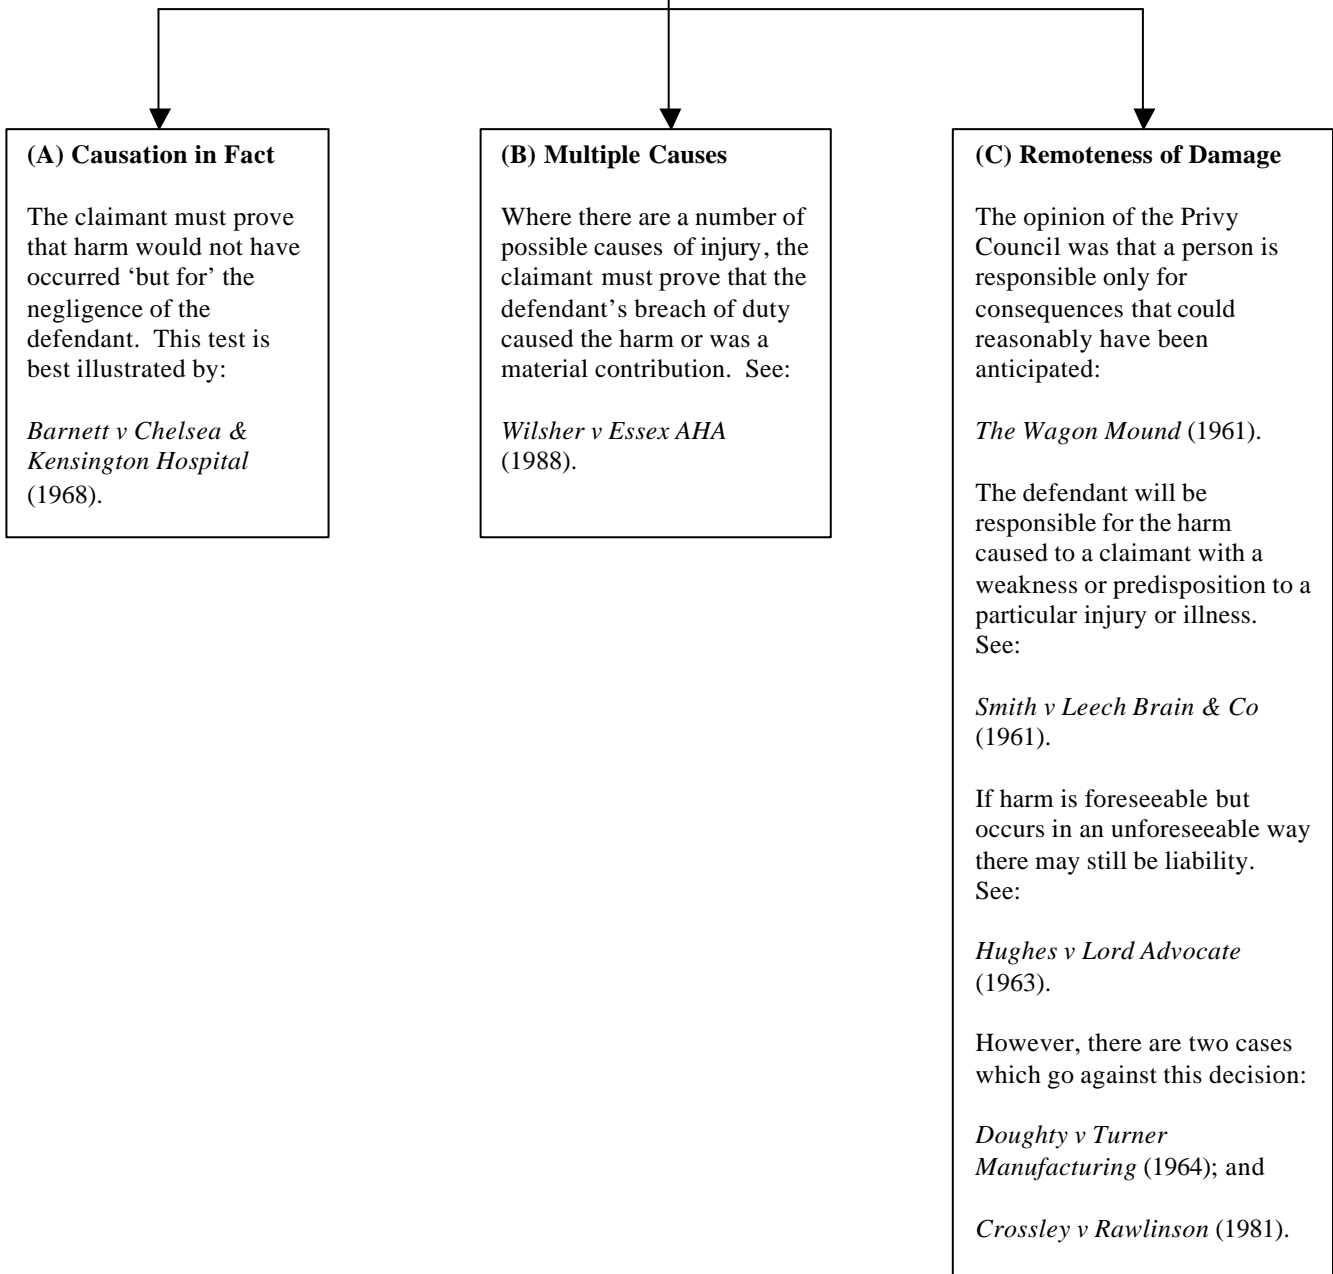 (A) Causation in Fact
The claimant must prove
that harm would not have
occurred ‘but for’ the
negligence of the
defendant. This test is
best illustrated by:
Barnett v Chelsea &
Kensington Hospital
(1968).
(B) Multiple Causes
Where there are a number of
possible causes of injury, the
claimant must prove that the
defendant’s breach of duty
caused the harm or was a
material contribution. See:
Wilsher v Essex AHA
(1988).
(C) Remoteness of Damage
The opinion of the Privy
Council was that a person is
responsible only for
consequences that could
reasonably have been
anticipated:
The Wagon Mound (1961).
The defendant will be
responsible for the harm
caused to a claimant with a
weakness or predisposition to a
particular injury or illness.
See:
Smith v Leech Brain & Co
(1961).
If harm is foreseeable but
occurs in an unforeseeable way
there may still be liability.
See:
Hughes v Lord Advocate
(1963).
However, there are two cases
which go against this decision:
Doughty v Turner
Manufacturing (1964); and
Crossley v Rawlinson (1981).